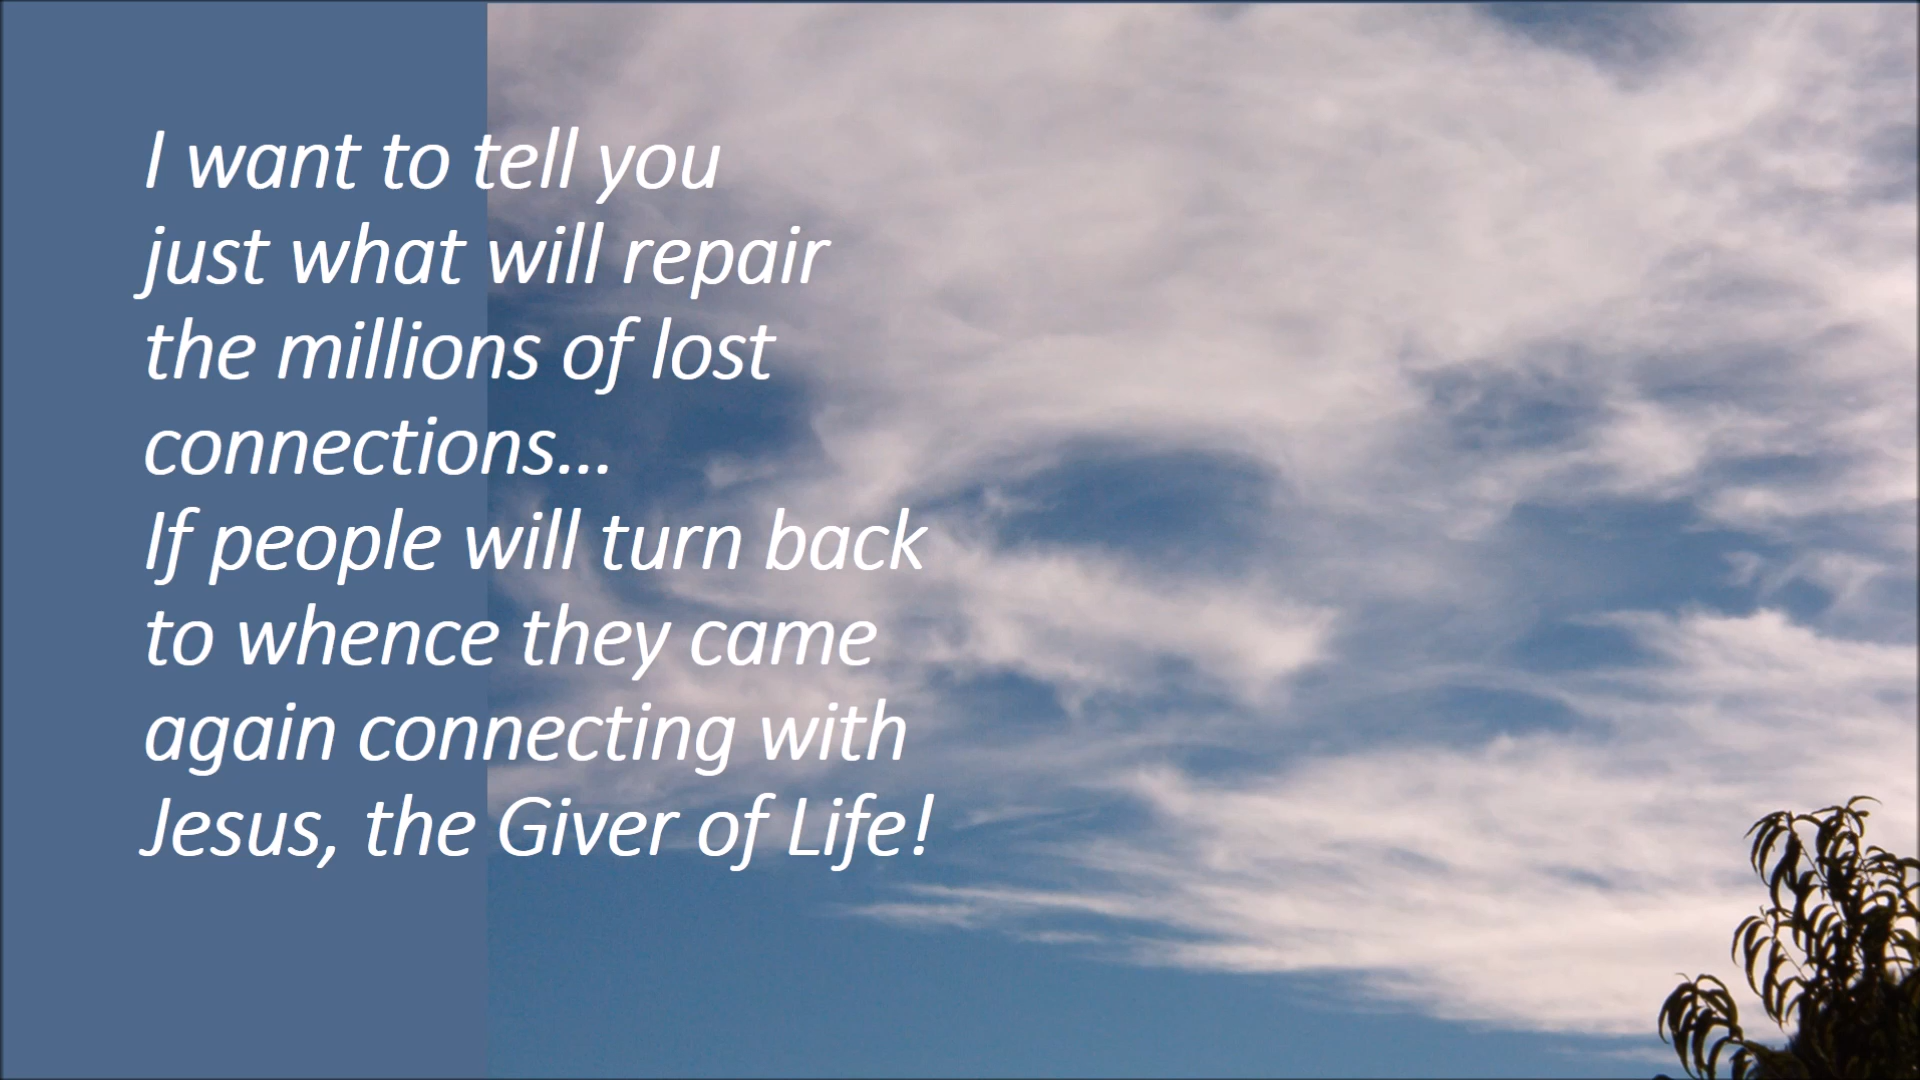 I want to tell you
just what will repair
the millions of lost
connections...
If people will turn back
to whence they came
again connecting with
Jesus, the Giver of Life!